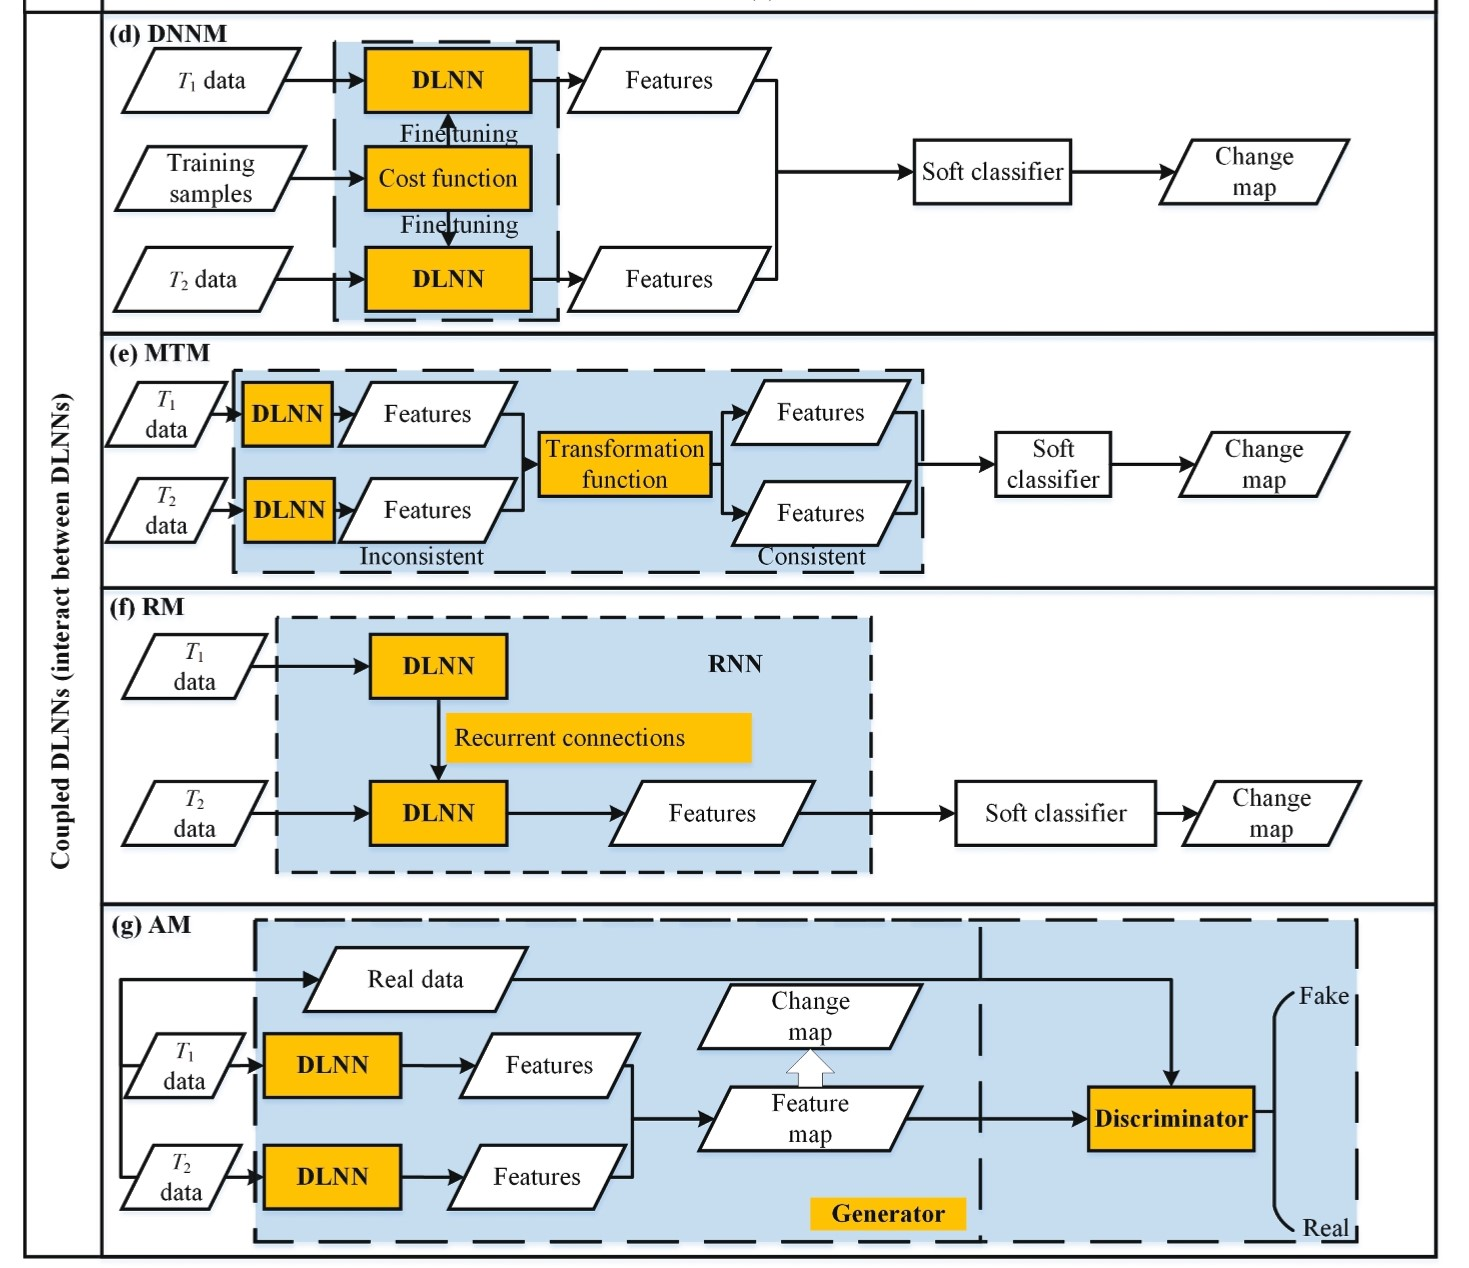 (d) DNNM
T1 data
DLNN
Features
Fine tuning
Training
samples
Cost function
Soft classifier
Change
map
Fine tuning
T2 data
DLNN
Features
Coupled DLNNs (interact between DLNNs)
(e) MTM
T1
data
DLNN
Features
Transformation
function
Features
Soft
classifier
Change
map
T2
data
DLNN
Features
Features
Inconsistent
Consistent
(f) RM
T1
data
DLNN
RNN
Recurrent connections
T2
data
DLNN
Features
Soft classifier
Change
map
(g) AM
Real data
Change
map
Fake
T1
data
DLNN
Features
Feature
map
Discriminator
T2
data
DLNN
Features
Generator
Real